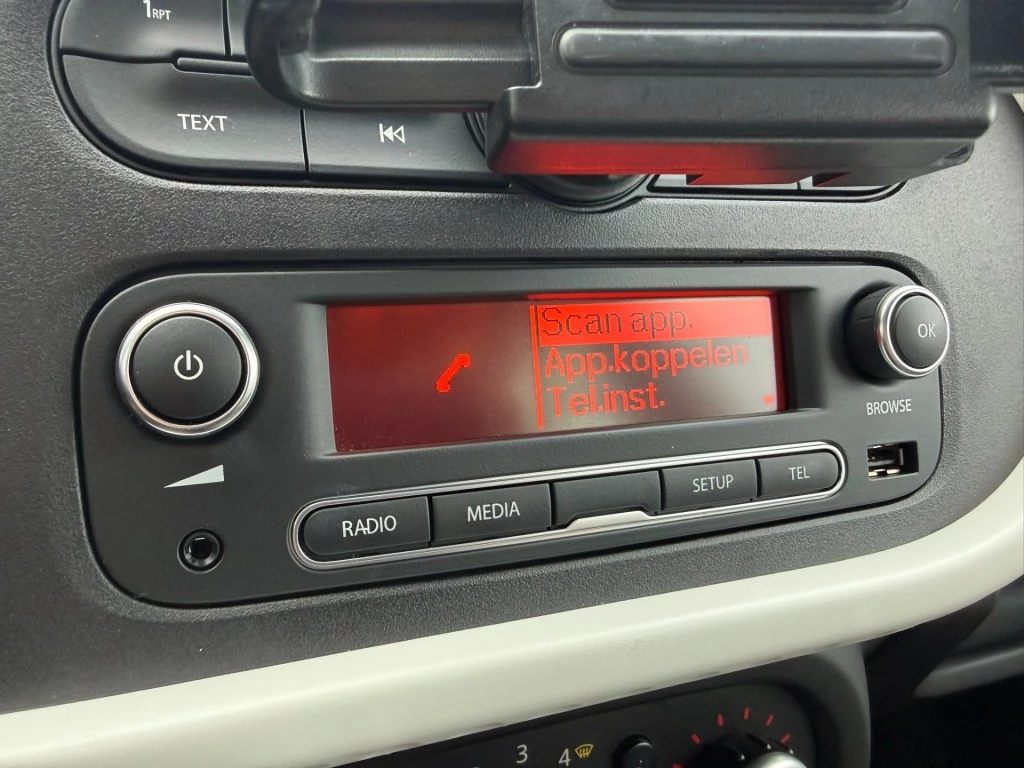 1RPT
TEXT
Scan app.
App.koppelen
Tel.inst.
OK
BROWSE
RADIO
MEDIA
SETUP
TEL
3
4